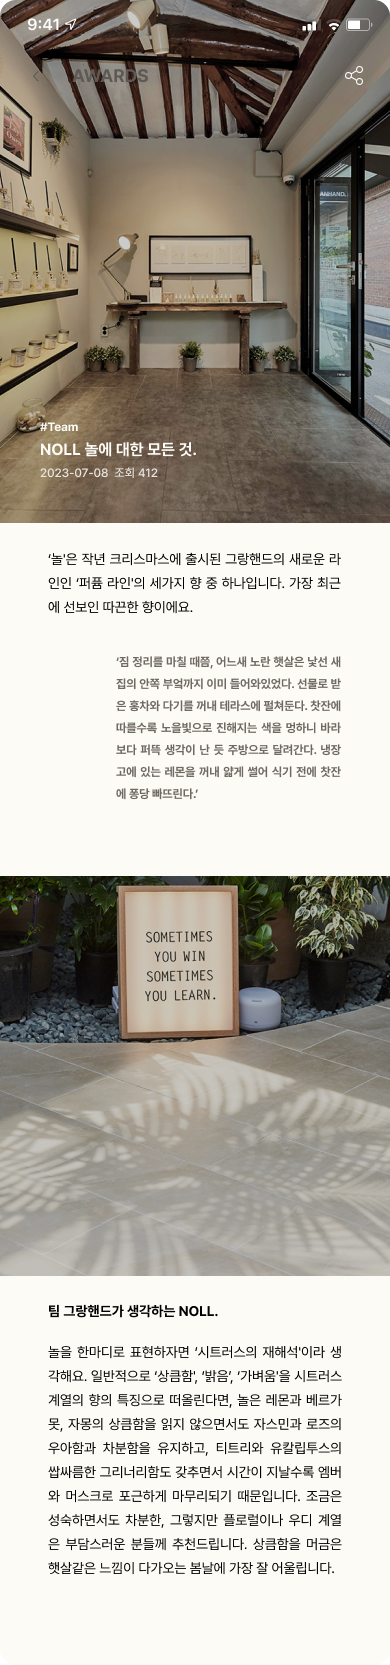 9:41
AWARDS
#Team
NOLL 놀에 대한 모든 것.
2023-07-08 조회 412
‘놀'은 작년 크리스마스에 출시된 그랑핸드의 새로운 라
인인 ‘퍼퓸 라인'의 세가지 향 중 하나입니다. 가장 최근
에 선보인 따끈한 향이에요.
‘집 정리를 마칠 때쯤, 어느새 노란 햇살은 낯선 새
집의 안쪽 부엌까지 이미 들어와있었다. 선물로 받
은 홍차와 다기를 꺼내 테라스에 펼쳐둔다. 찻잔에
따를수록 노을빛으로 진해지는 색을 멍하니 바라
보다 퍼뜩 생각이 난 듯 주방으로 달려간다. 냉장
고에 있는 레몬을 꺼내 얇게 썰어 식기 전에 찻잔
에 퐁당 빠뜨린다.’
SOMETIMES
YOU WIN
SOMETIMES
YOU LEARN.
팀 그랑핸드가 생각하는 NOLL.
놀을 한마디로 표현하자면 ‘시트러스의 재해석'이라 생
각해요. 일반적으로 ‘상큼함', ‘밝음’, ‘가벼움'을 시트러스
계열의 향의 특징으로 떠올린다면, 놀은 레몬과 베르가
못, 자몽의 상큼함을 잃지 않으면서도 자스민과 로즈의
우아함과 차분함을 유지하고, 티트리와 유칼립투스의
쌉싸름한 그리너리함도 갖추면서 시간이 지날수록 엠버
와 머스크로 포근하게 마무리되기 때문입니다. 조금은
성숙하면서도 차분한, 그렇지만 플로럴이나 우디 계열
은 부담스러운 분들께 추천드립니다. 상큼함을 머금은
햇살같은 느낌이 다가오는 봄날에 가장 잘 어울립니다.